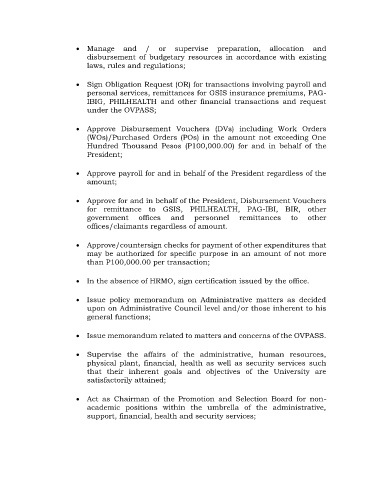 • Manage and / or supervise preparation, allocation and
disbursement of budgetary resources in accordance with existing
laws, rules and regulations;
• Sign Obligation Request (OR) for transactions involving payroll and
personal services, remittances for GSIS insurance premiums, PAG-
IBIG, PHILHEALTH and other financial transactions and request
under the OVPASS;
• Approve Disbursement Vouchers (DVs) including Work Orders
(WOs)/Purchased Orders (POs) in the amount not exceeding One
Hundred Thousand Pesos (P100,000.00) for and in behalf of the
President;
• Approve payroll for and in behalf of the President regardless of the
amount;
• Approve for and in behalf of the President, Disbursement Vouchers
for remittance to GSIS, PHILHEALTH, PAG-IBI, BIR, other
government offices and personnel remittances to other
offices/claimants regardless of amount.
• Approve/countersign checks for payment of other expenditures that
may be authorized for specific purpose in an amount of not more
than P100,000.00 per transaction;
• In the absence of HRMO, sign certification issued by the office.
• Issue policy memorandum on Administrative matters as decided
upon on Administrative Council level and/or those inherent to his
general functions;
• Issue memorandum related to matters and concerns of the OVPASS.
• Supervise the affairs of the administrative, human resources,
physical plant, financial, health as well as security services such
that their inherent goals and objectives of the University are
satisfactorily attained;
• Act as Chairman of the Promotion and Selection Board for non-
academic positions within the umbrella of the administrative,
support, financial, health and security services;